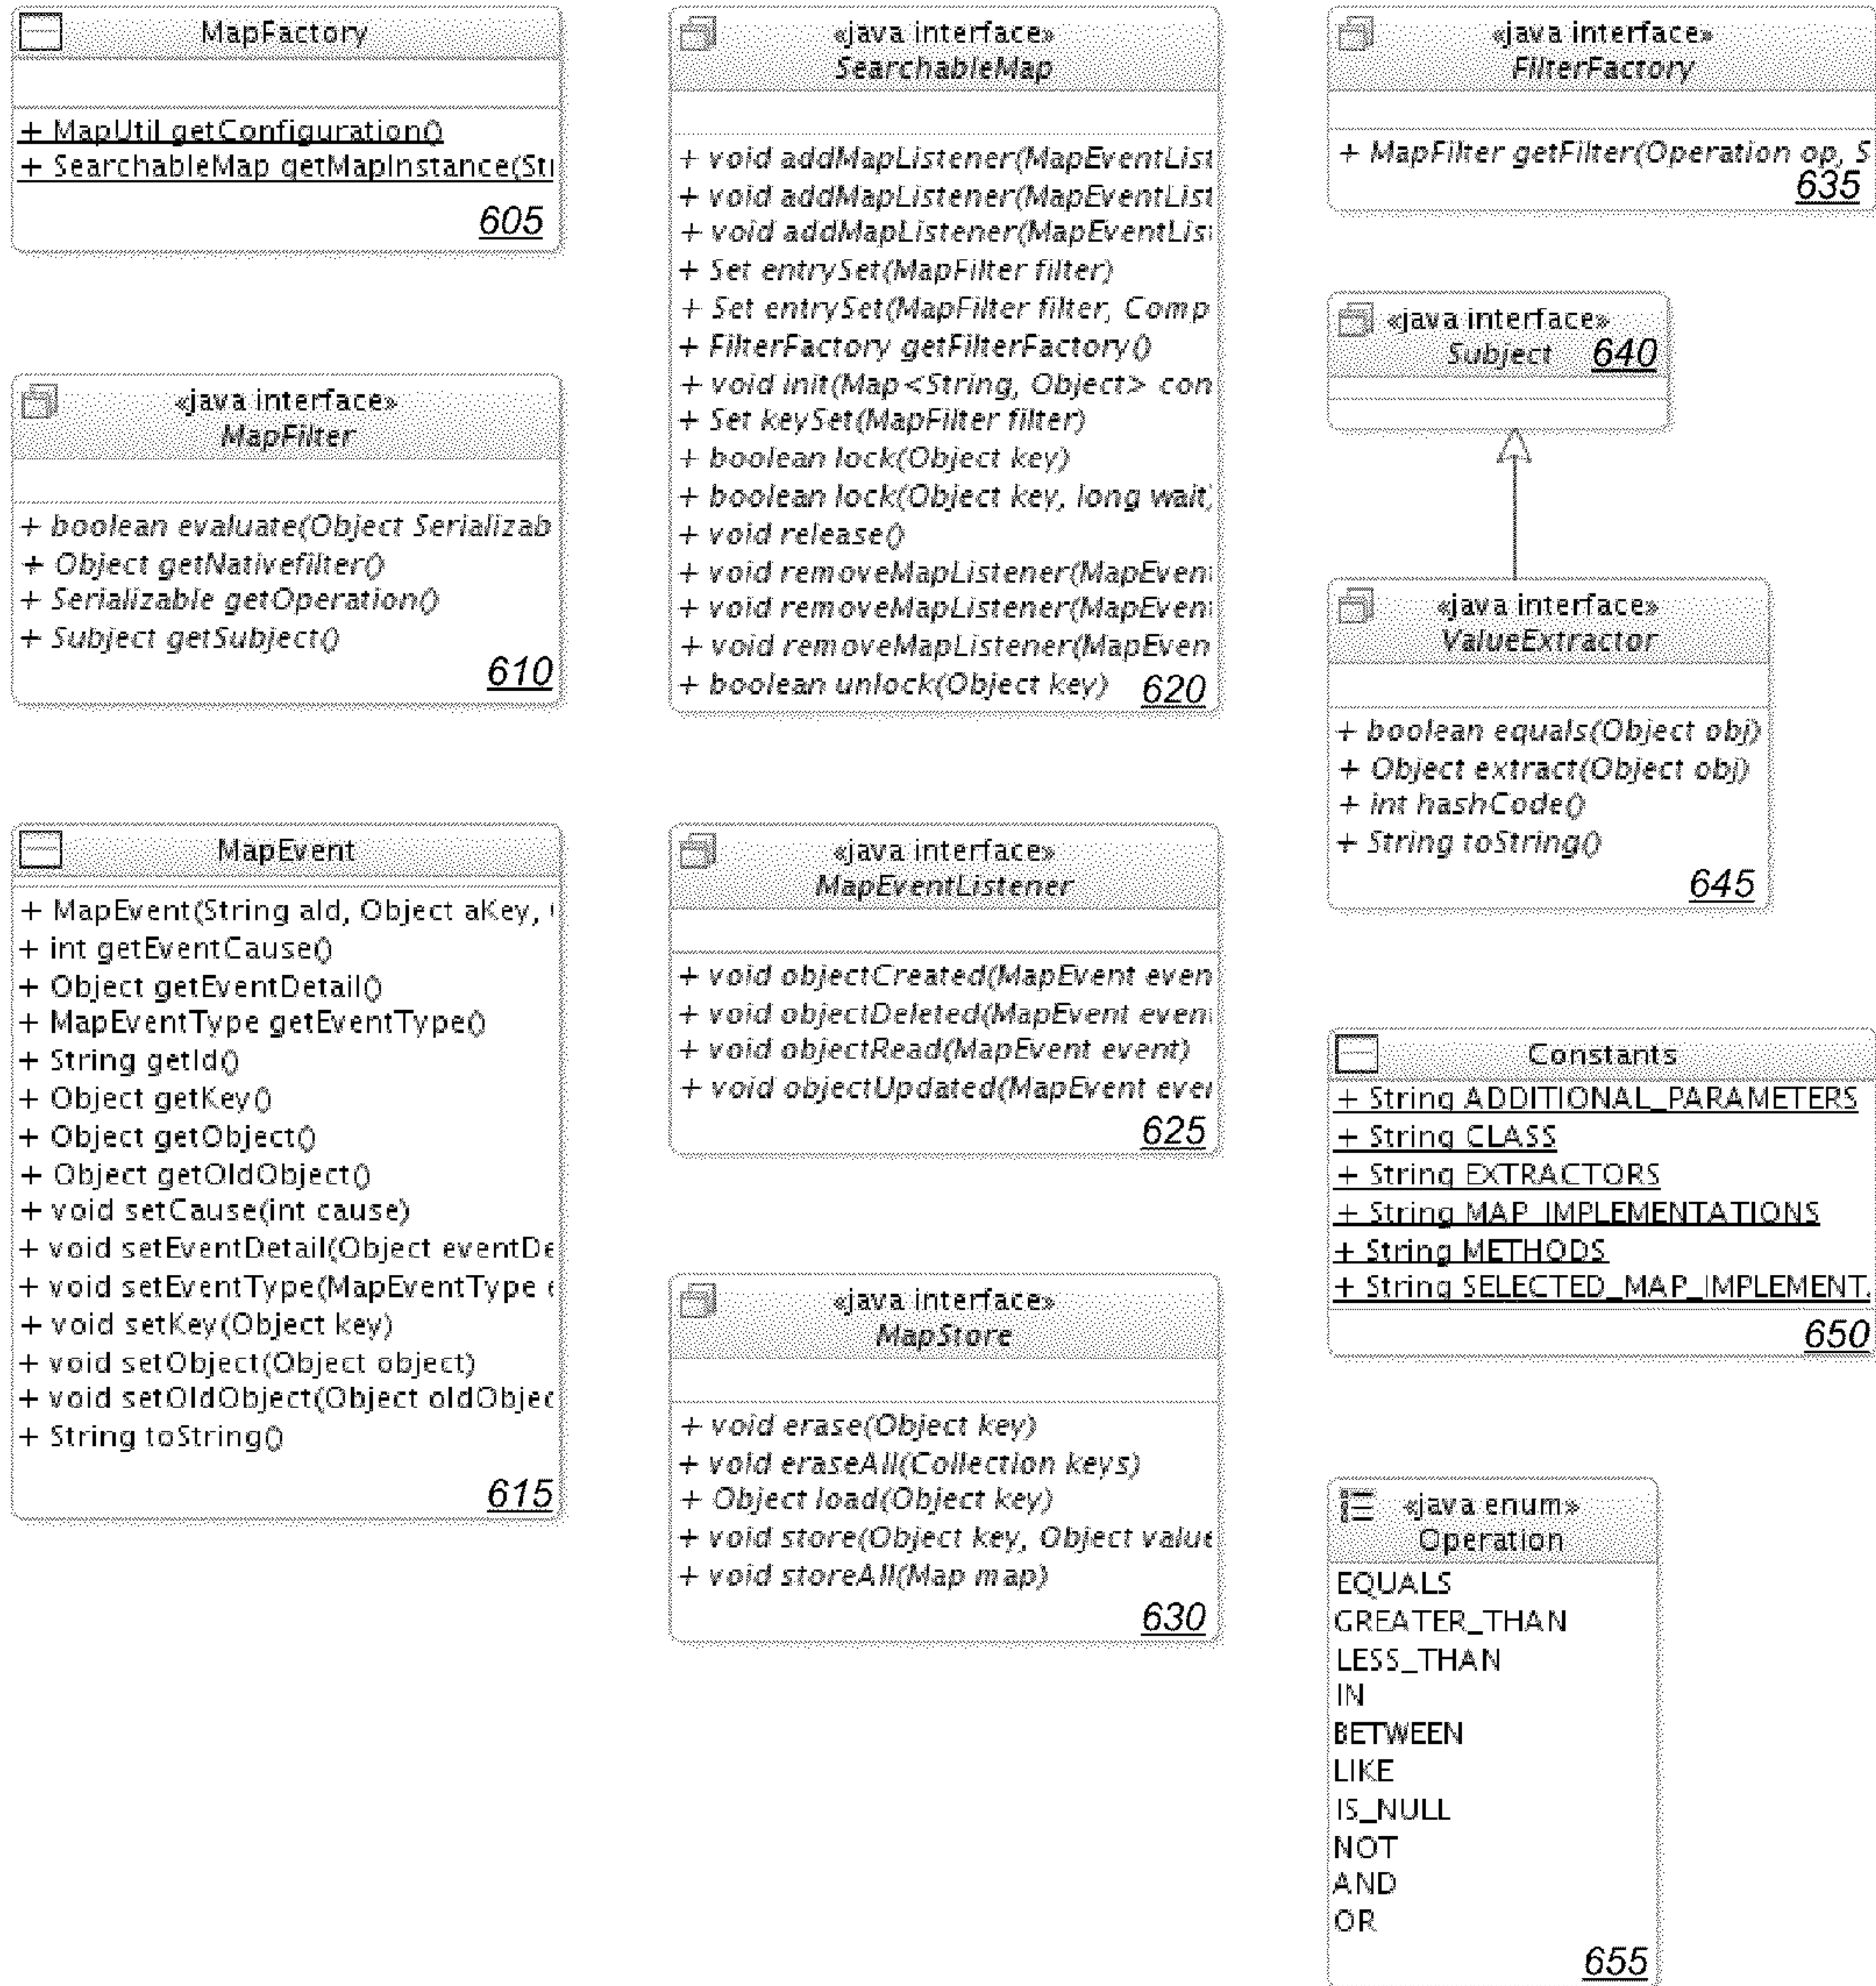 MapFactory
+ MapUtil getConfiguration()
+ SearchableMap getMapInstance(Stri
605
«java interface»
MapFilter
+ boolean evaluate(Object Serializab
+ Object getNativefilter()
+ Serializable getOperation()
+ Subject getSubject()
610
MapEvent
+ MapEvent(String aId, Object aKey, 
+ int getEventCause()
+ Object getEventDetail()
+ MapEventType getEventType()
+ String getId()
+ Object getKey()
+ Object getObject()
+ Object getOldObject()
+ void setCause(int cause)
+ void setEventDetail(Object eventDe
+ void setEventType(MapEventType e
+ void setKey(Object key)
+ void setObject(Object object)
+ void setOldObject(Object oldObjec
+ String toString()
615
«java interface»
SearchableMap
+ void addMapListener(MapEventList
+ void addMapListener(MapEventList
+ void addMapListener(MapEventList
+ Set entrySet(MapFilter filter)
+ Set entrySet(MapFilter filter, Comp
+ FilterFactory getFilterFactory()
+ void init(Map<String, Object> con
+ Set keySet(MapFilter filter)
+ boolean lock(Object key)
+ boolean lock(Object key, long wait)
+ void release()
+ void removeMapListener(MapEvent
+ void removeMapListener(MapEvent
+ void removeMapListener(MapEven
+ boolean unlock(Object key)
620
«java interface»
MapEventListener
+ void objectCreated(MapEvent even
+ void objectDeleted(MapEvent event
+ void objectRead(MapEvent event)
+ void objectUpdated(MapEvent ever
625
«java interface»
MapStore
+ void erase(Object key)
+ void eraseAll(Collection keys)
+ Object load(Object key)
+ void store(Object key, Object value
+ void storeAll(Map map)
630
«java interface»
FilterFactory
+ MapFilter getFilter(Operation op, S
635
«java interface»
Subject
640
«java interface»
ValueExtractor
+ boolean equals(Object obj)
+ Object extract(Object obj)
+ int hashCode()
+ String toString()
645
Constants
+ String ADDITIONAL_PARAMETERS
+ String CLASS
+ String EXTRACTORS
+ String MAP_IMPLEMENTATIONS
+ String METHODS
+ String SELECTED_MAP_IMPLEMENT.
650
«java enum»
Operation
EQUALS
GREATER_THAN
LESS_THAN
IN
BETWEEN
LIKE
IS_NULL
NOT
AND
OR
655